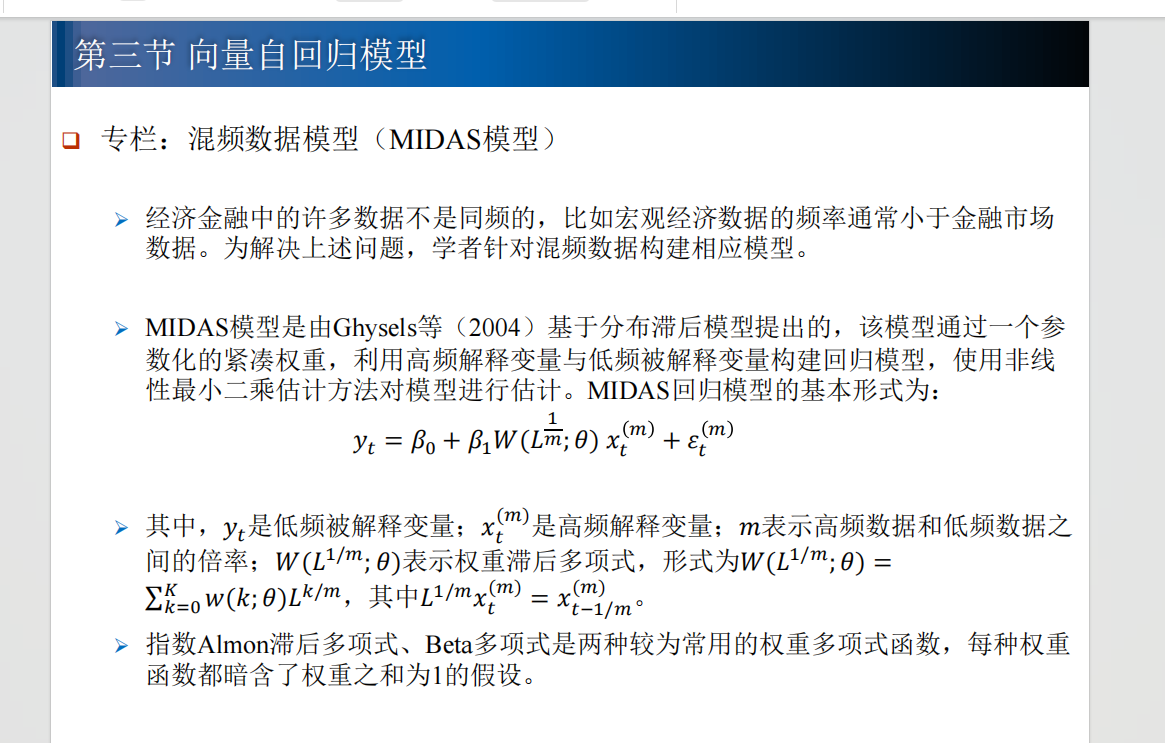 第三节 向量自回归模型
专栏：混频数据模型（MIDAS模型）
经济金融中的许多数据不是同频的，比如宏观经济数据的频率通常小于金融市场
数据。为解决上述问题，学者针对混频数据构建相应模型。
MIDAS模型是由Ghysels等（2004）基于分布滞后模型提出的，该模型通过一个参
数化的紧凑权重，利用高频解释变量与低频被解释变量构建回归模型，使用非线
性最小二乘估计方法对模型进行估计。MIDAS回归模型的基本形式为：
$y_t = \beta_0 + \beta_1 W(L^{\frac{1}{m}}; \theta) x_t^{(m)} + \varepsilon_t^{(m)}$
其中，$y_t$是低频被解释变量；$x_t^{(m)}$是高频解释变量；$m$表示高频数据和低频数据之
间的倍率；$W(L^{1/m}; \theta)$表示权重滞后多项式，形式为$W(L^{1/m}; \theta) =$
$\sum_{k=0}^{K} w(k; \theta)L^{k/m}$，其中$L^{1/m}x_t^{(m)} = x_{t-1/m}^{(m)}$。
指数Almon滞后多项式、Beta多项式是两种较为常用的权重多项式函数，每种权重
函数都暗含了权重之和为1的假设。